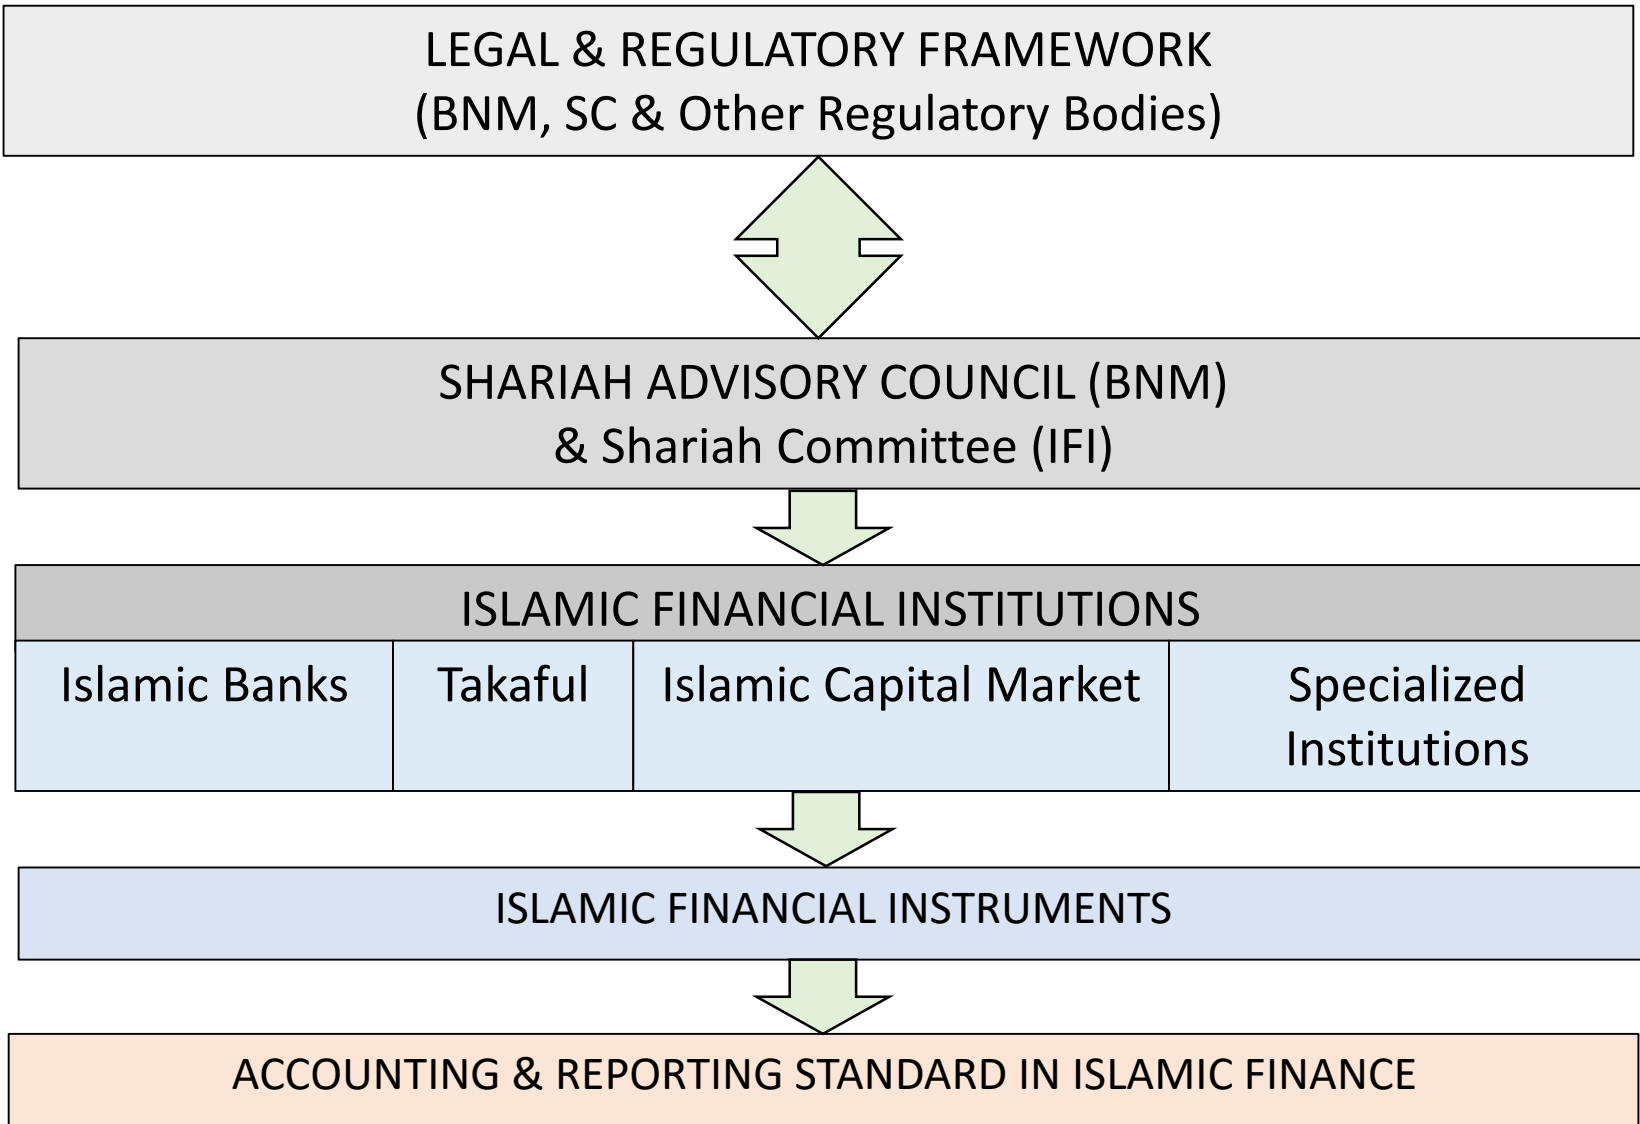 LEGAL & REGULATORY FRAMEWORK
(BNM, SC & Other Regulatory Bodies)
SHARIAH ADVISORY COUNCIL (BNM)
& Shariah Committee (IFI)
ISLAMIC FINANCIAL INSTITUTIONS
Islamic Banks
Takaful
Islamic Capital Market
Specialized
Institutions
ISLAMIC FINANCIAL INSTRUMENTS
ACCOUNTING & REPORTING STANDARD IN ISLAMIC FINANCE